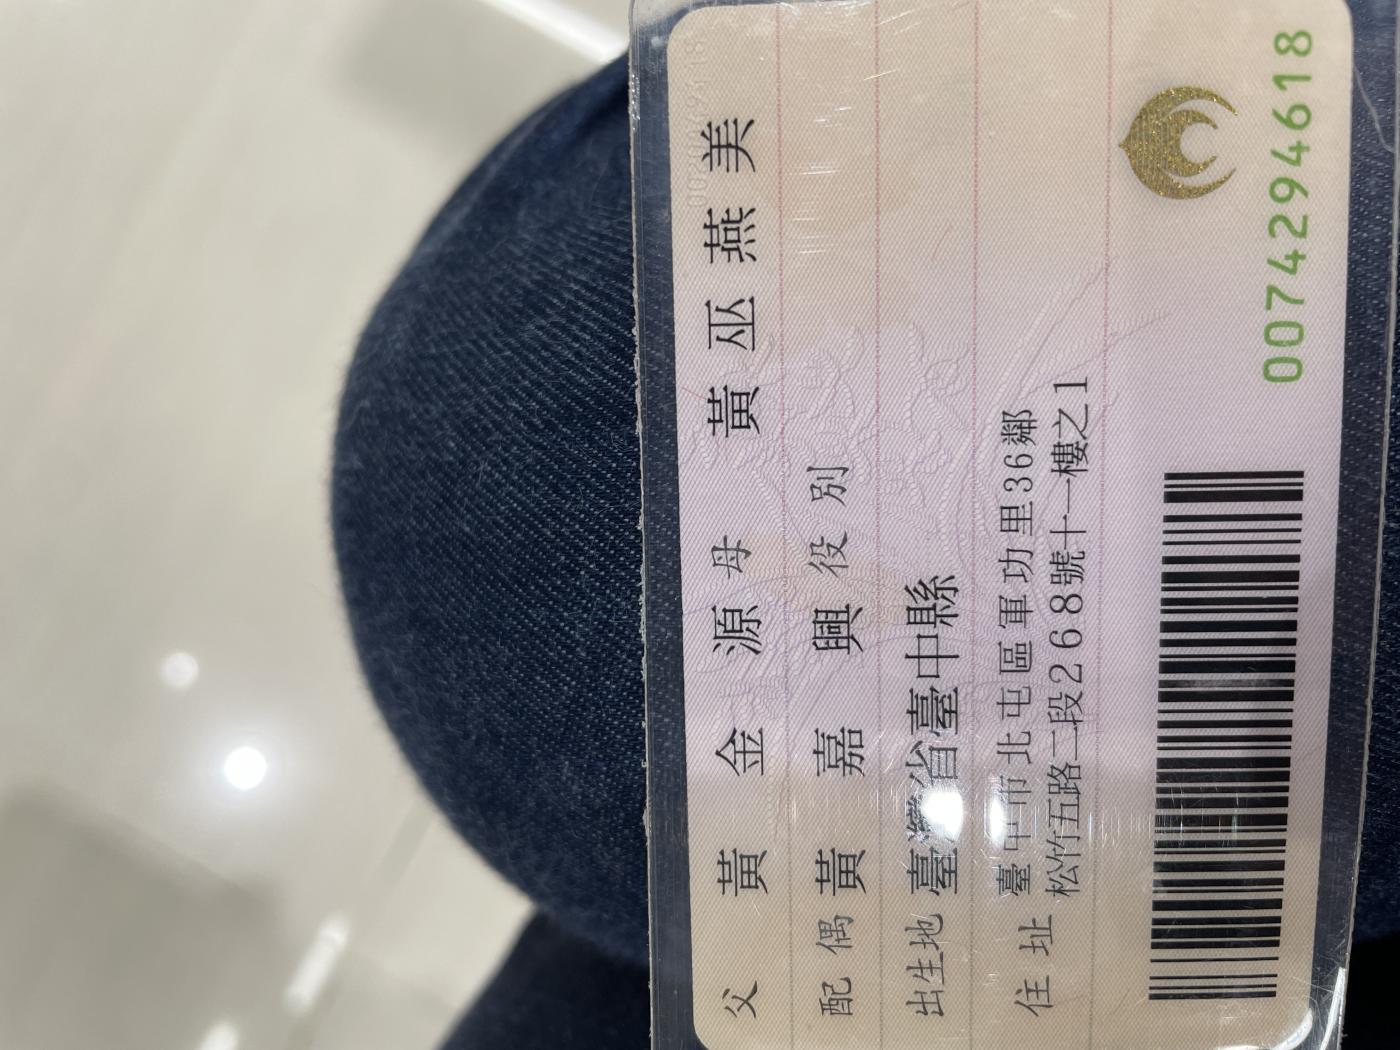 父 黃金源 母 黃巫燕美
配偶 黃嘉興 役別
出生地 臺灣省臺中縣
住址 臺中市北屯區軍功里36鄰
松竹五路二段268號十一樓之1
0074294618